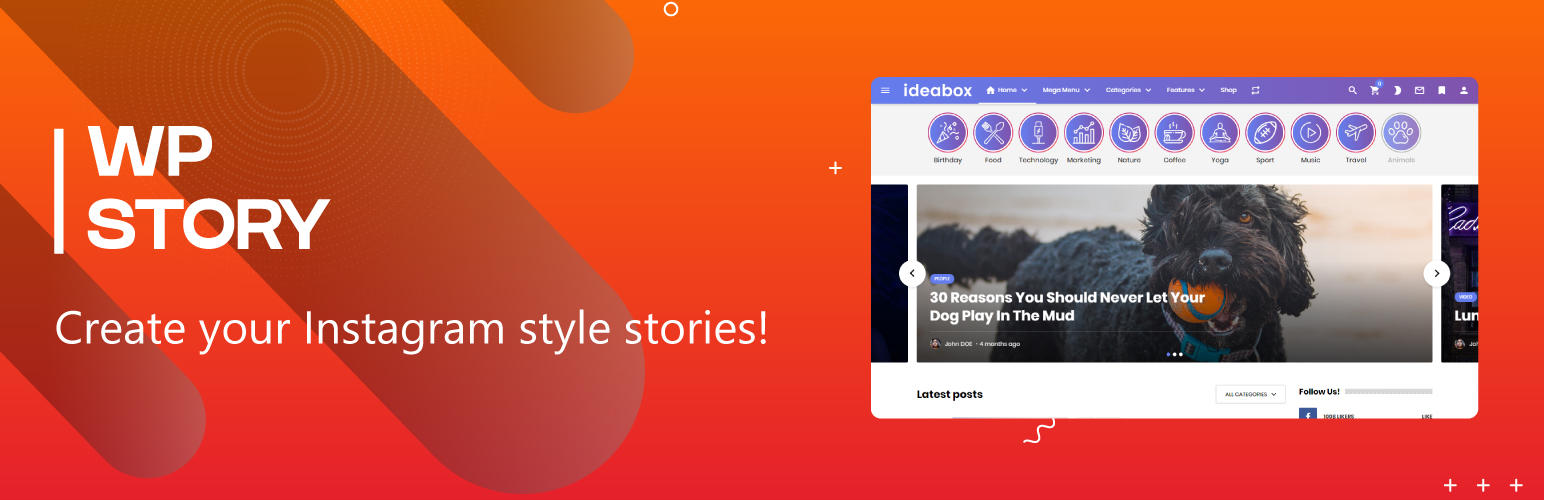 WP
STORY
Create your Instagram style stories!
ideabox Home Mega Menu Categories Features Shop
0
Birthday Food Technology Marketing Nature Coffee Yoga Sport Music Travel Animals
PEOPLE
30 Reasons You Should Never Let Your
Dog Play In The Mud
John DOE · 4 months ago
VIDEO
Lun
Latest posts
ALL CATEGORIES
Follow Us!
LIKE